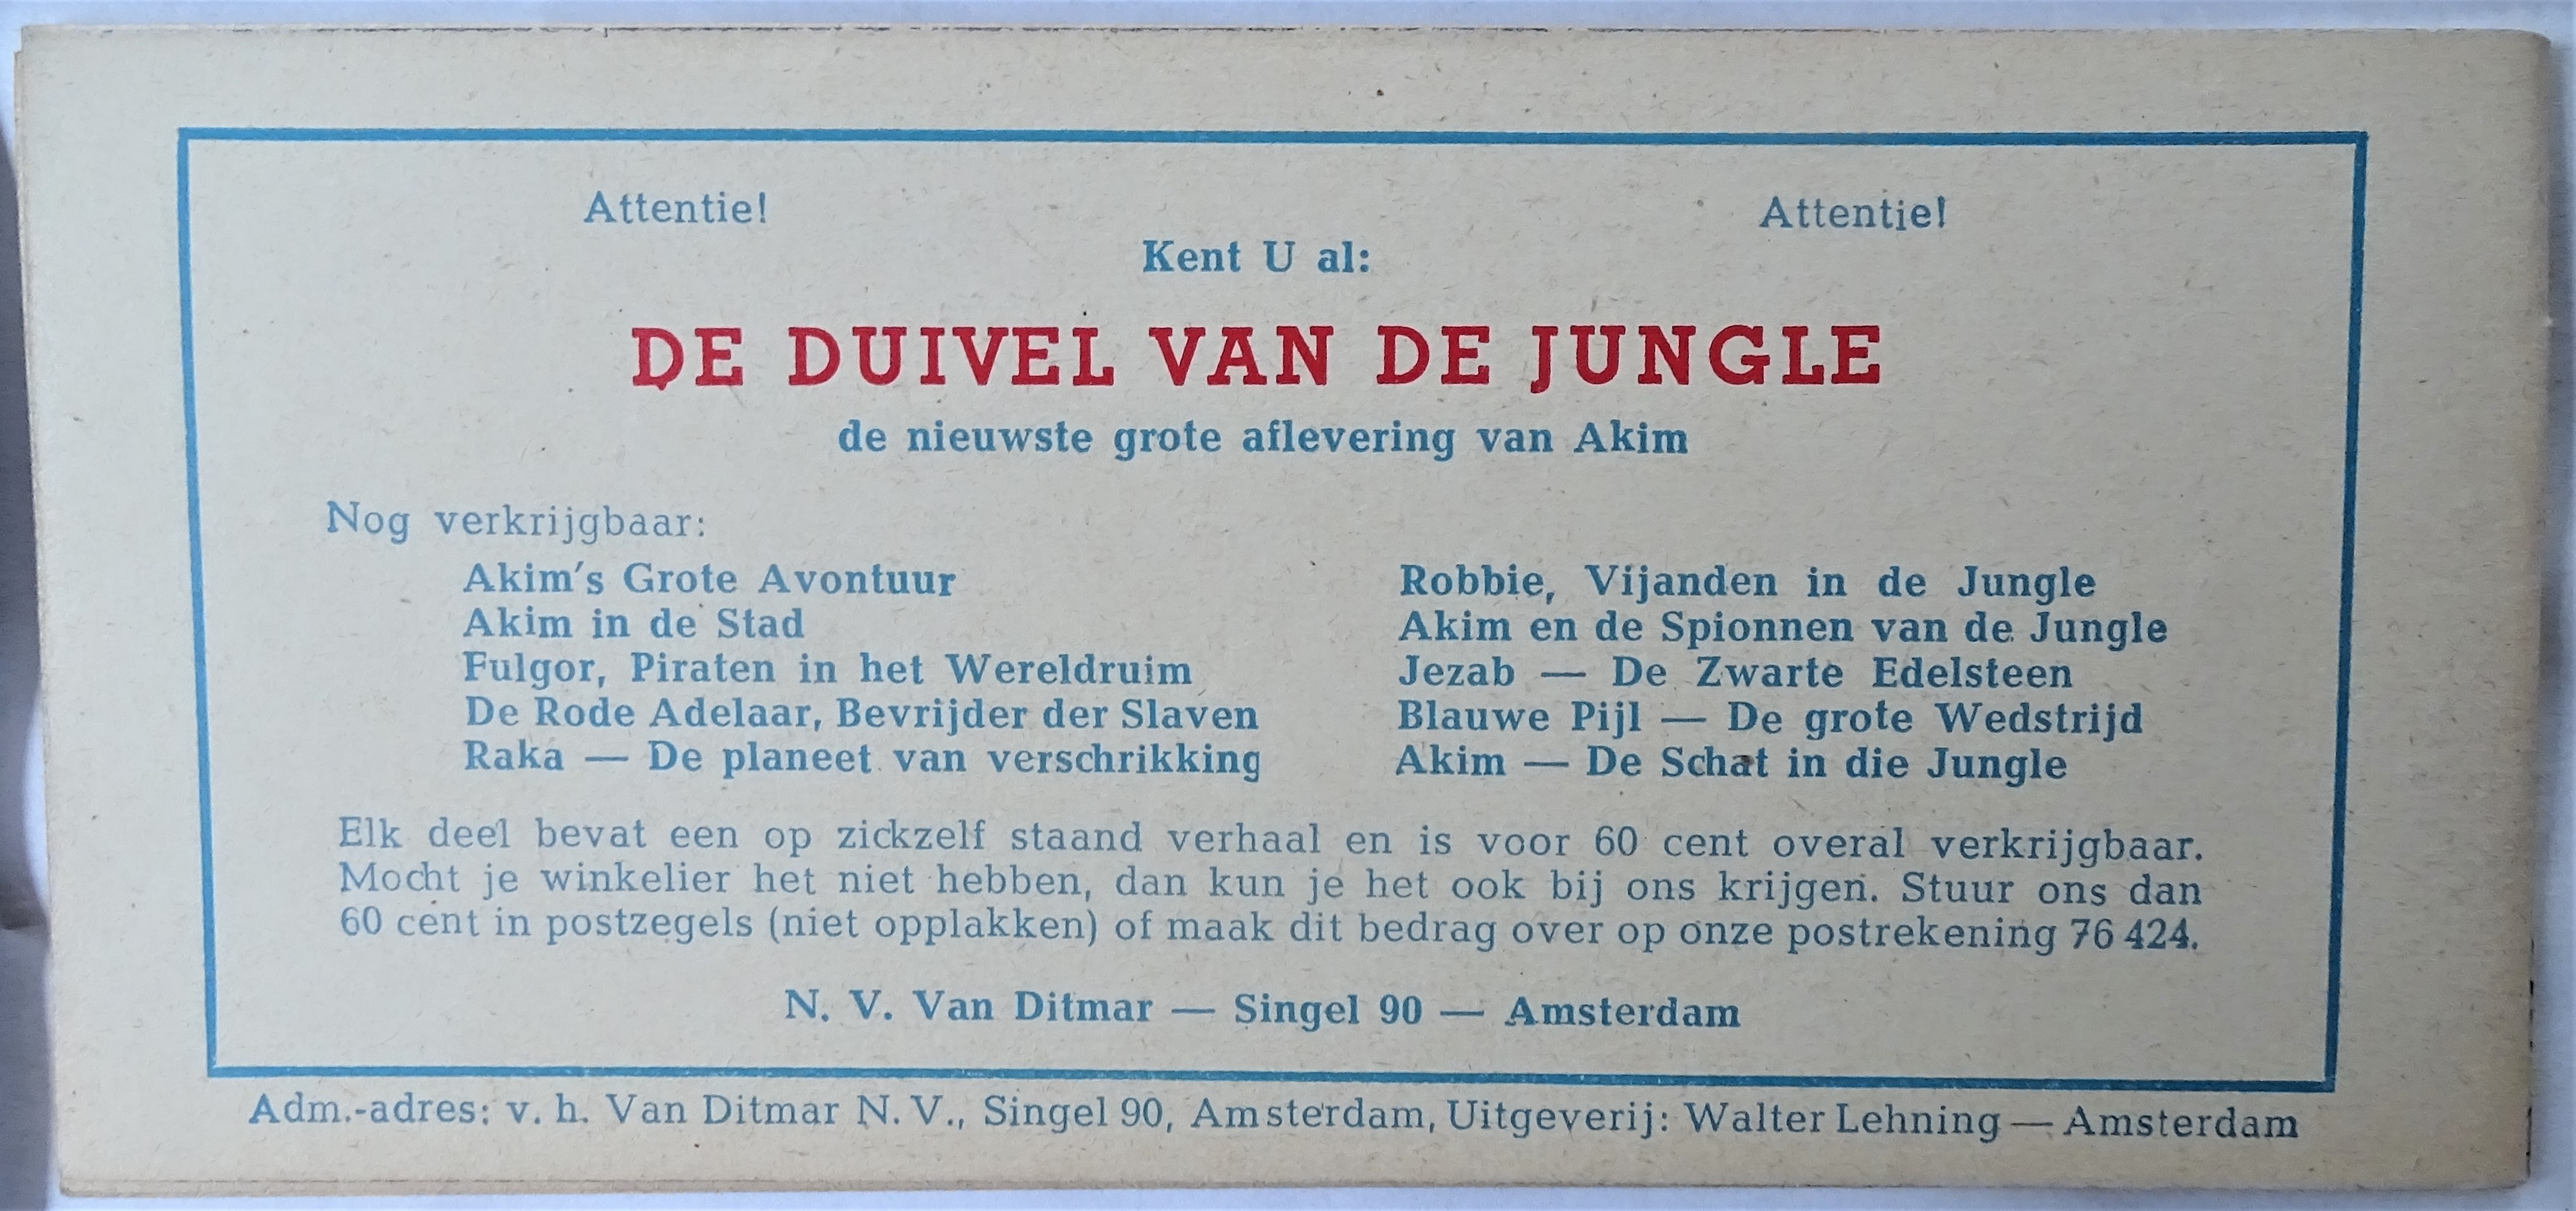 Attentie! Attentie!
Kent U al:
DE DUIVEL VAN DE JUNGLE
de nieuwste grote aflevering van Akim
Nog verkrijgbaar:
Akim's Grote Avontuur
Akim in de Stad
Fulgor, Piraten in het Wereldruim
De Rode Adelaar, Bevrijder der Slaven
Raka — De planeet van verschrikking
Robbie, Vijanden in de Jungle
Akim en de Spionnen van de Jungle
Jezab — De Zwarte Edelsteen
Blauwe Pijl — De grote Wedstrijd
Akim — De Schat in die Jungle
Elk deel bevat een op zickzelf staand verhaal en is voor 60 cent overal verkrijgbaar.
Mocht je winkelier het niet hebben, dan kun je het ook bij ons krijgen. Stuur ons dan
60 cent in postzegels (niet opplakken) of maak dit bedrag over op onze postrekening 76 424.
N. V. Van Ditmar — Singel 90 — Amsterdam
Adm.-adres: v. h. Van Ditmar N. V., Singel 90, Amsterdam, Uitgeverij: Walter Lehning — Amsterdam